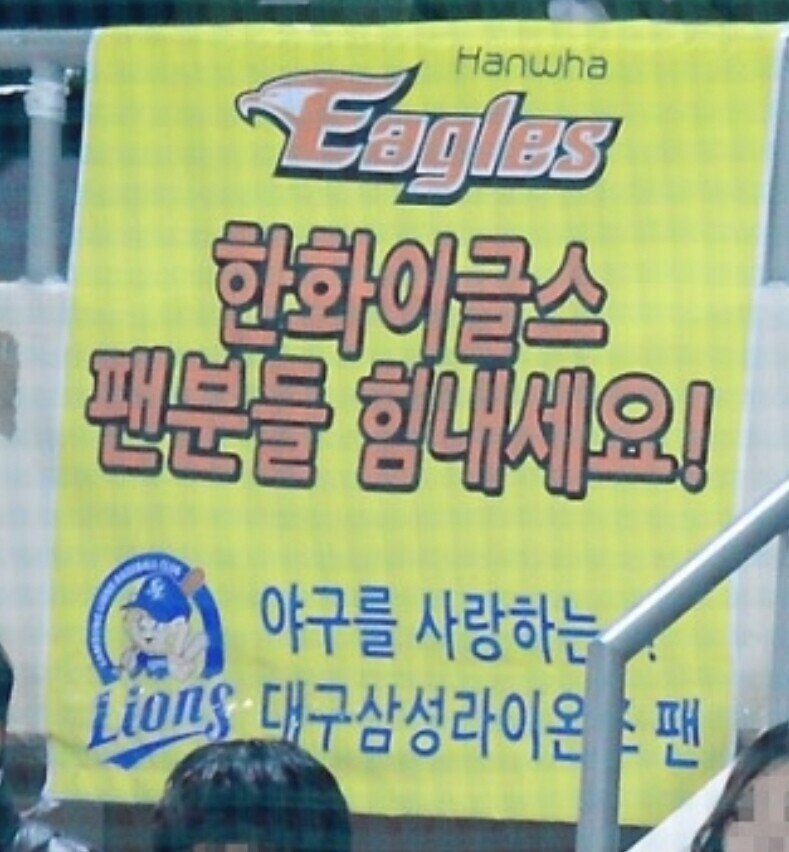 Hanwha
Eagles
한화이글스
팬분들 힘내세요!
야구를 사랑하는
Lions
대구삼성라이온즈 팬